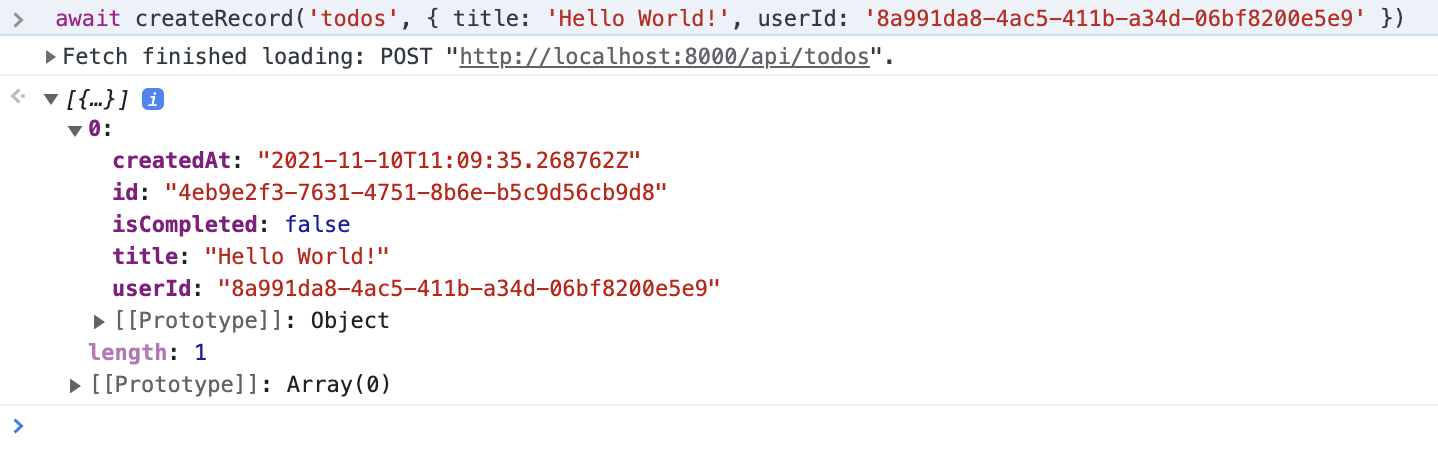 await createRecord('todos', { title: 'Hello World!', userId: '8a991da8-4ac5-411b-a34d-06bf8200e5e9' })
Fetch finished loading: POST "http://localhost:8000/api/todos".
[{…}] i
0:
createdAt: "2021-11-10T11:09:35.268762Z"
id: "4eb9e2f3-7631-4751-8b6e-b5c9d56cb9d8"
isCompleted: false
title: "Hello World!"
userId: "8a991da8-4ac5-411b-a34d-06bf8200e5e9"
[[Prototype]]: Object
length: 1
[[Prototype]]: Array(0)